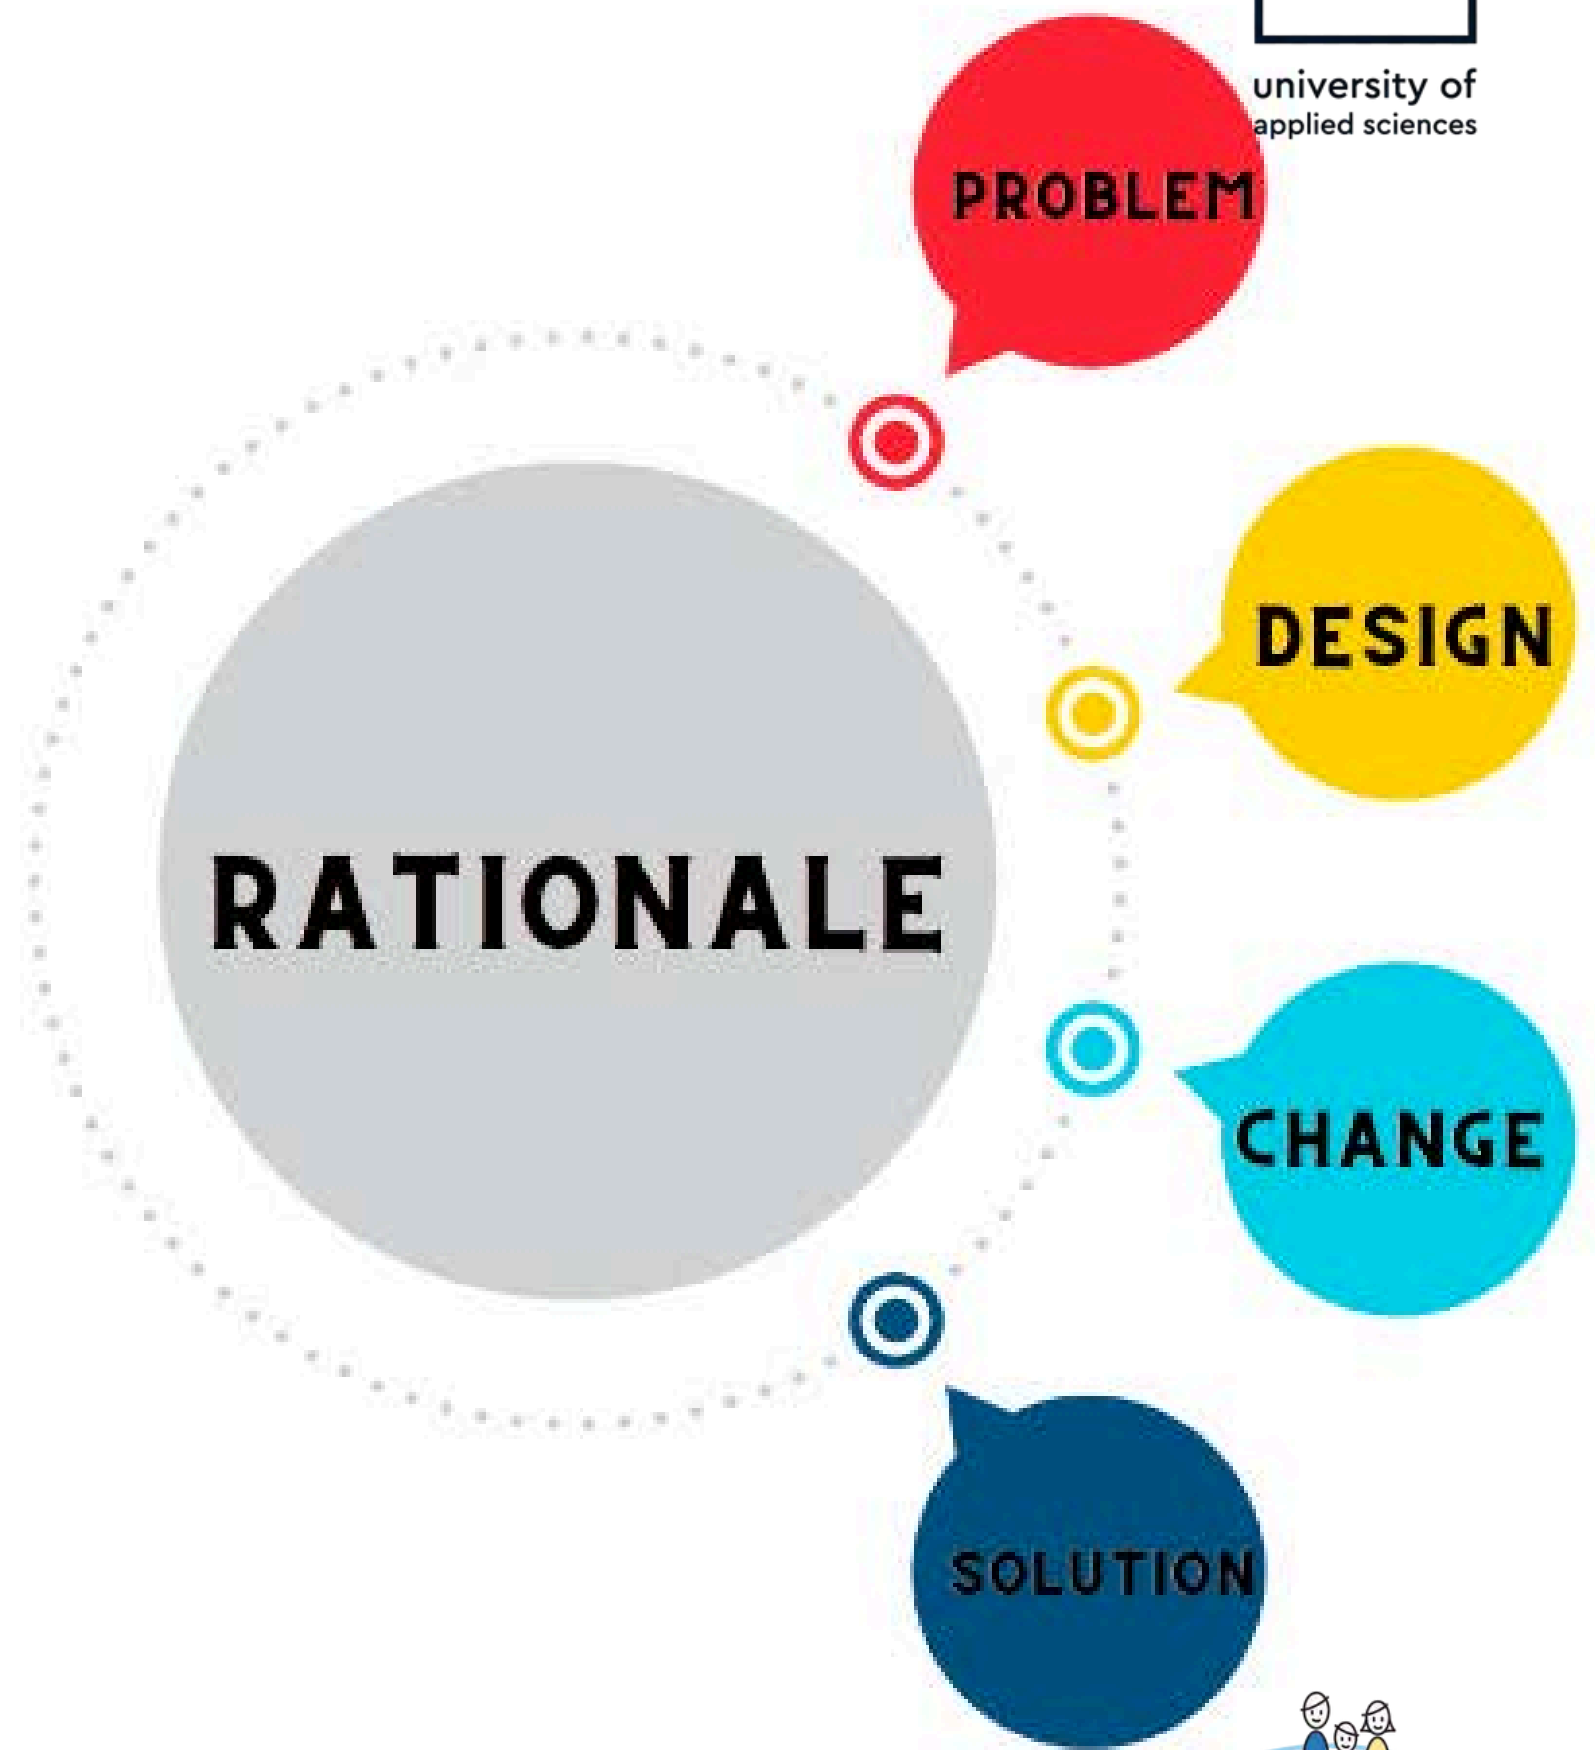 university of
applied sciences
PROBLEM
DESIGN
RATIONALE
CHANGE
SOLUTION